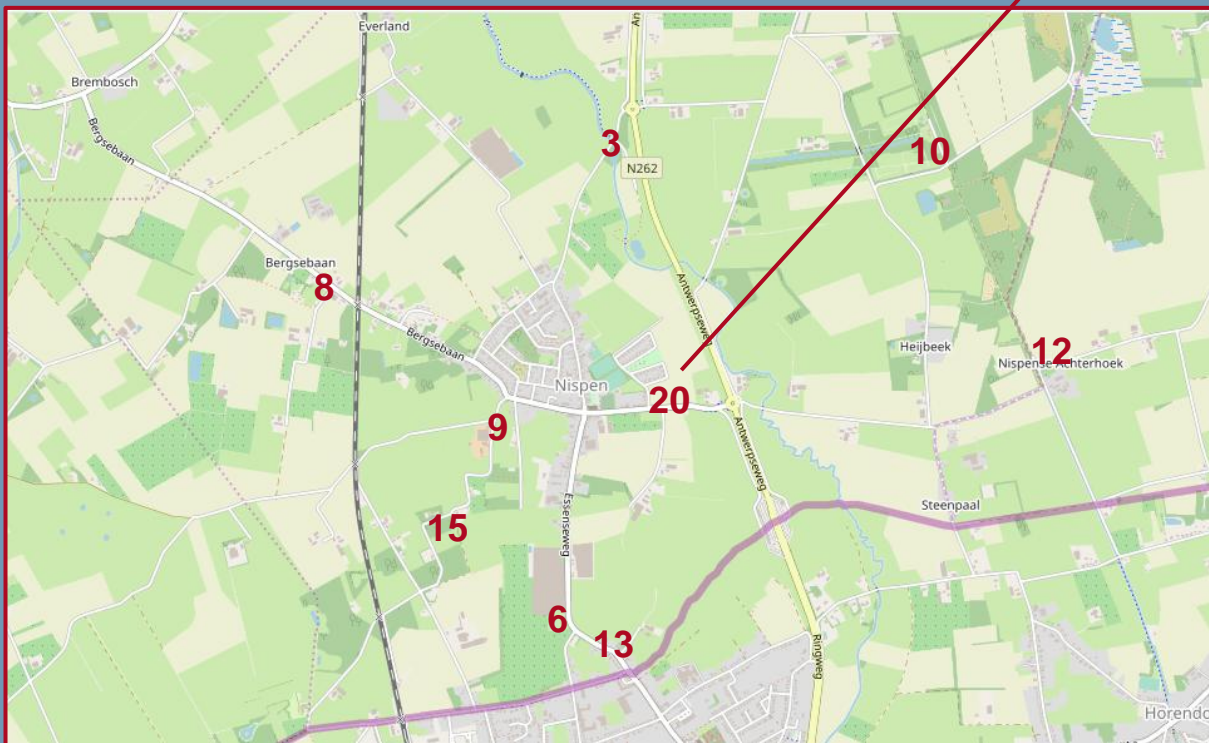 An
Everland
Brembosch
Bergsebaan
3
10
N262
Bergsebaan
8
Antwerpseweg
Bergsebaan
Heijbeek
12
Nispense Achterhoek
Nispen
20
9
Antwerpseweg
Steenpaal
15
Essenseweg
6
13
Ringweg
Horendo